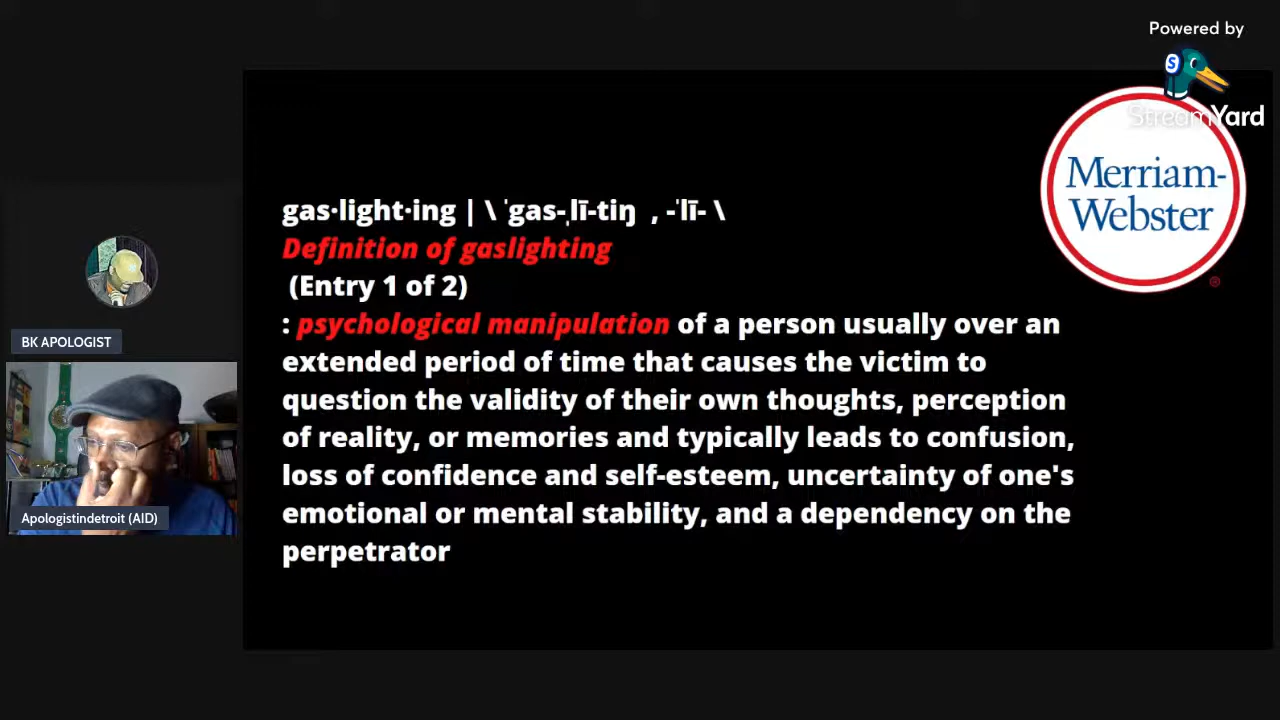 Powered by
StreamYard
S
Merriam-
Webster
®
gas·light·ing | \ ˈgas-ˌlī-tiŋ  , -ˈlī- \
Definition of gaslighting
(Entry 1 of 2)
: psychological manipulation of a person usually over an
extended period of time that causes the victim to
question the validity of their own thoughts, perception
of reality, or memories and typically leads to confusion,
loss of confidence and self-esteem, uncertainty of one's
emotional or mental stability, and a dependency on the
perpetrator
BK APOLOGIST
Apologistindetroit (AID)